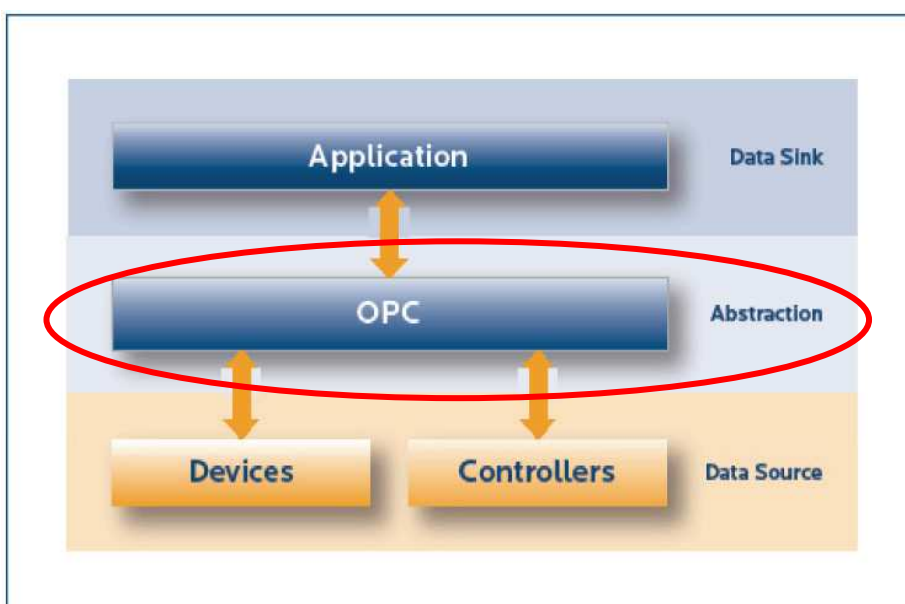 Application
Data Sink
OPC
Abstraction
Devices
Controllers
Data Source